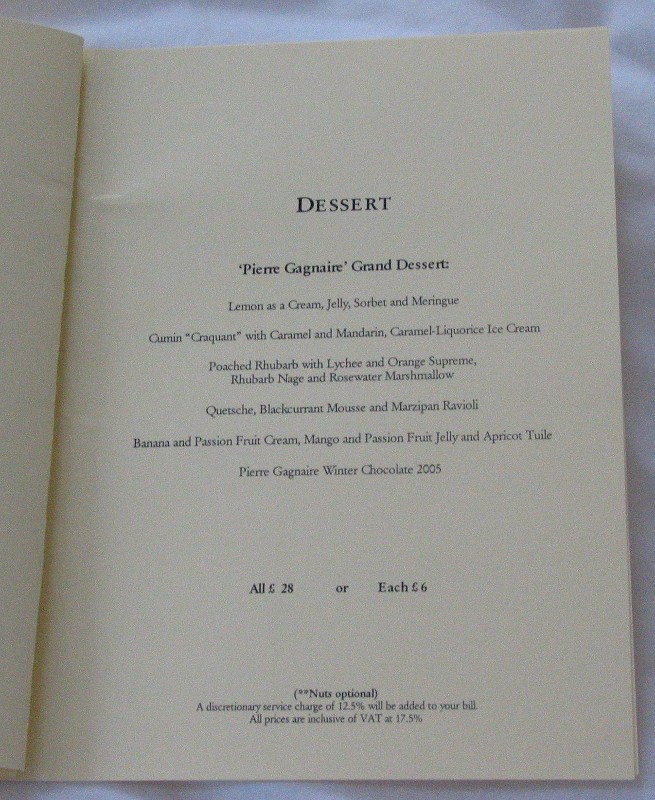 DESSERT
‘Pierre Gagnaire’ Grand Dessert:
Lemon as a Cream, Jelly, Sorbet and Meringue
Cumin “Craquant” with Caramel and Mandarin, Caramel-Liquorice Ice Cream
Poached Rhubarb with Lychee and Orange Supreme,
Rhubarb Nage and Rosewater Marshmallow
Quetsche, Blackcurrant Mousse and Marzipan Ravioli
Banana and Passion Fruit Cream, Mango and Passion Fruit Jelly and Apricot Tuile
Pierre Gagnaire Winter Chocolate 2005
All £ 28 or Each £ 6
(**Nuts optional)
A discretionary service charge of 12.5% will be added to your bill.
All prices are inclusive of VAT at 17.5%